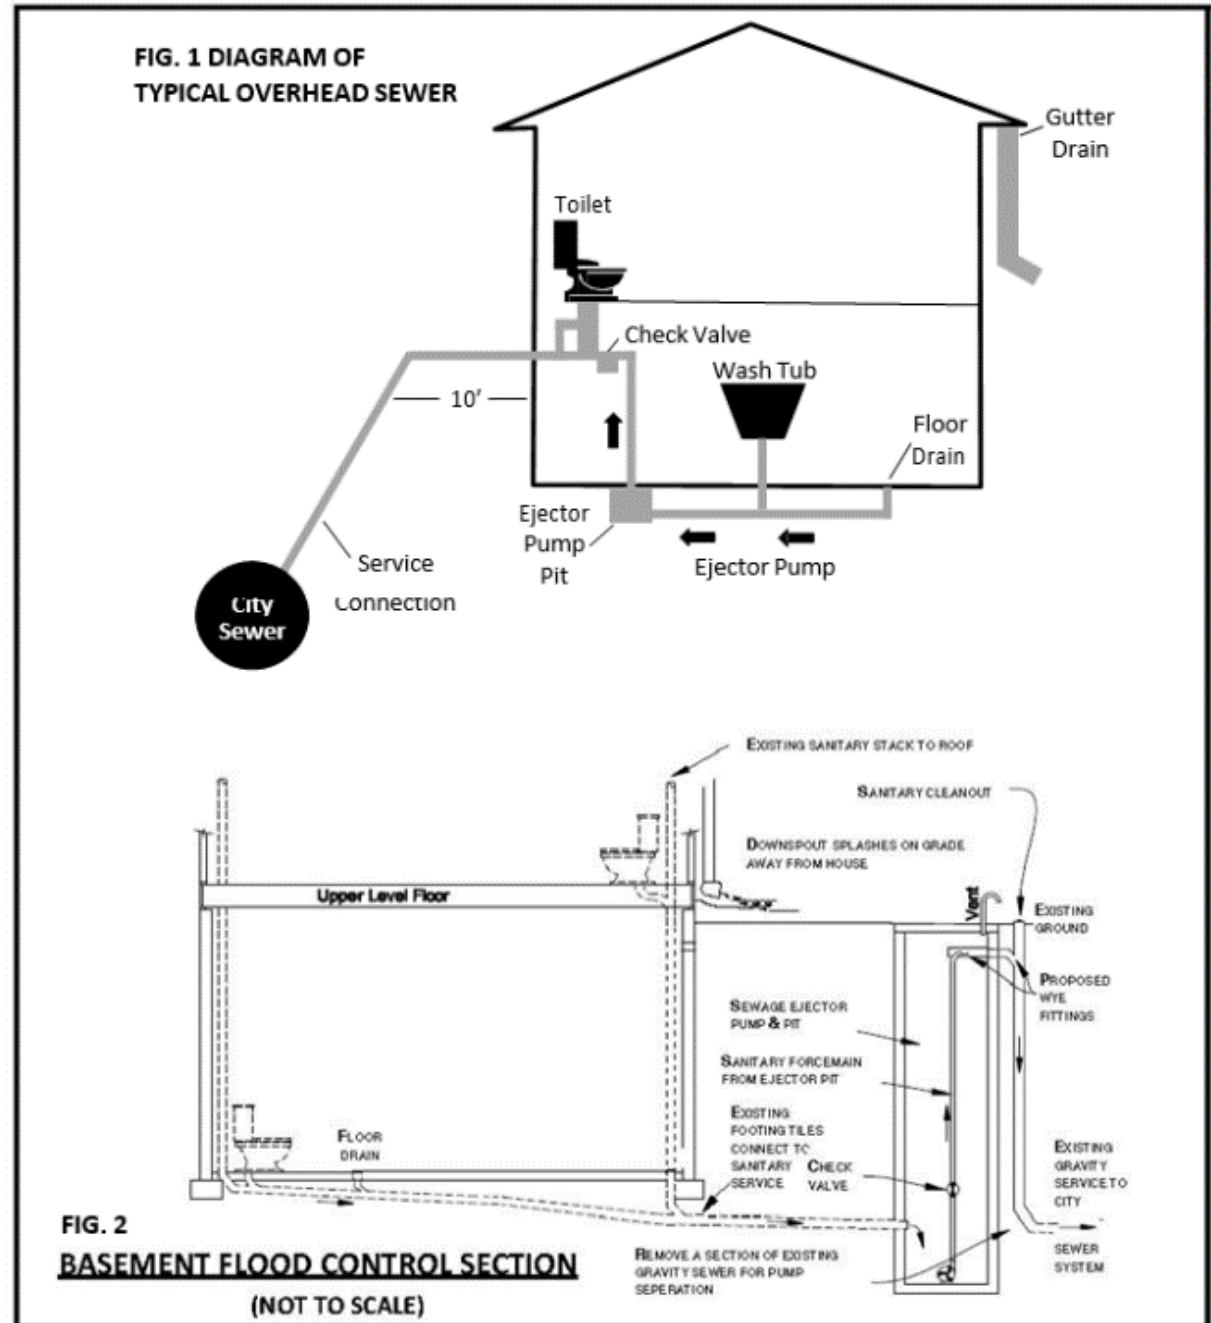 FIG. 1 DIAGRAM OF
TYPICAL OVERHEAD SEWER
Gutter
Drain
Toilet
Check Valve
Wash Tub
10'
Floor
Drain
Ejector
Pump
Pit
Ejector Pump
Service
Connection
City
Sewer
EXISTING SANITARY STACK TO ROOF
SANITARY CLEANOUT
DOWNSPOUT SPLASHES ON GRADE
AWAY FROM HOUSE
Upper Level Floor
Vent
EXISTING
GROUND
PROPOSED
WYE
FITTINGS
SEWAGE EJECTOR
PUMP & PIT
SANITARY FORCEMAIN
FROM EJECTOR PIT
EXISTING
FOOTING TILES
CONNECT TO
SANITARY
SERVICE
CHECK
VALVE
FLOOR
DRAIN
EXISTING
GRAVITY
SERVICE TO
CITY
SEWER
SYSTEM
REMOVE A SECTION OF EXISTING
GRAVITY SEWER FOR PUMP
SEPERATION
FIG. 2
BASEMENT FLOOD CONTROL SECTION
(NOT TO SCALE)